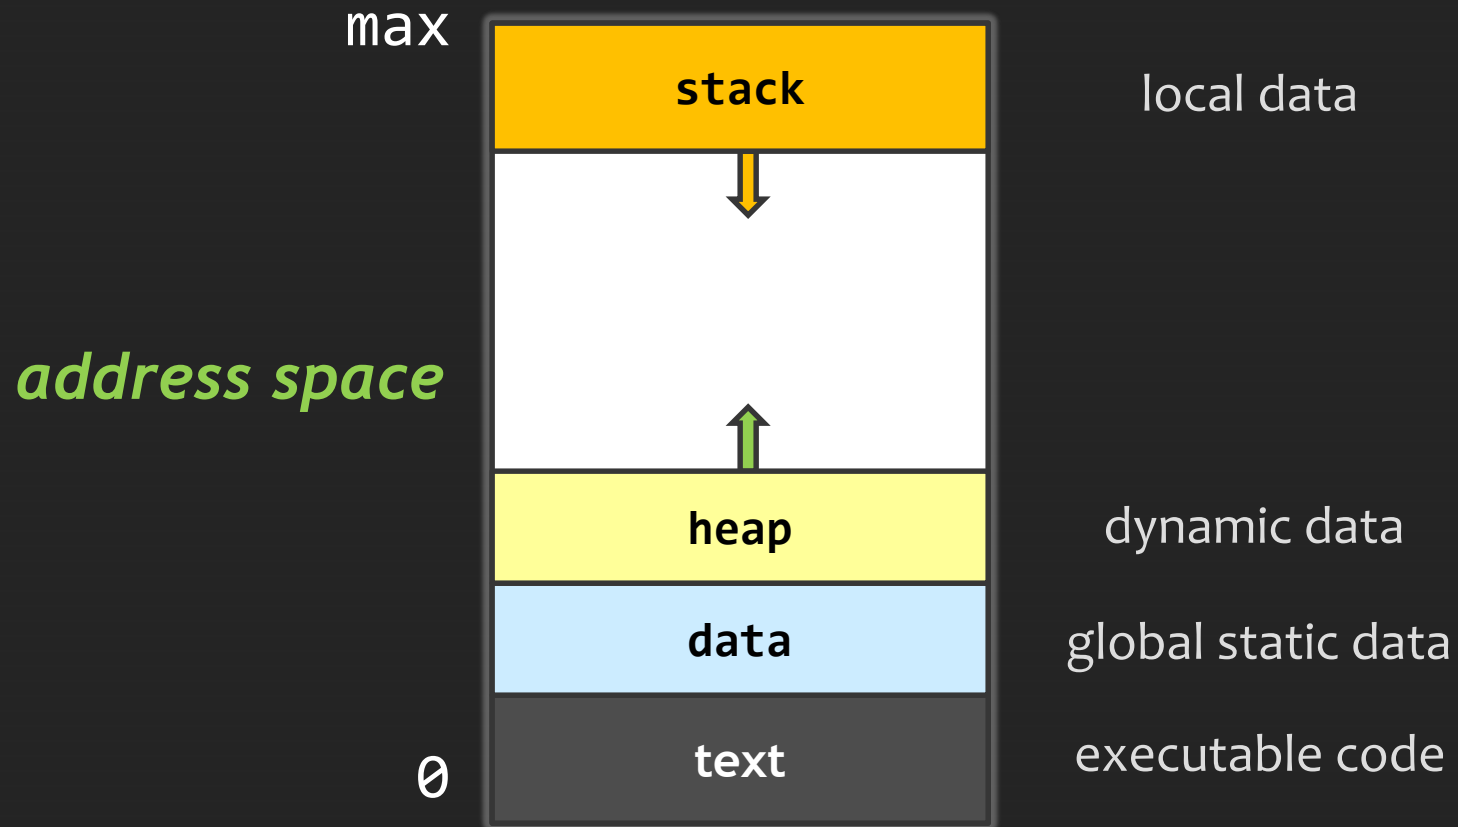 max
stack
local data
address space
heap
dynamic data
data
global static data
text
executable code
0